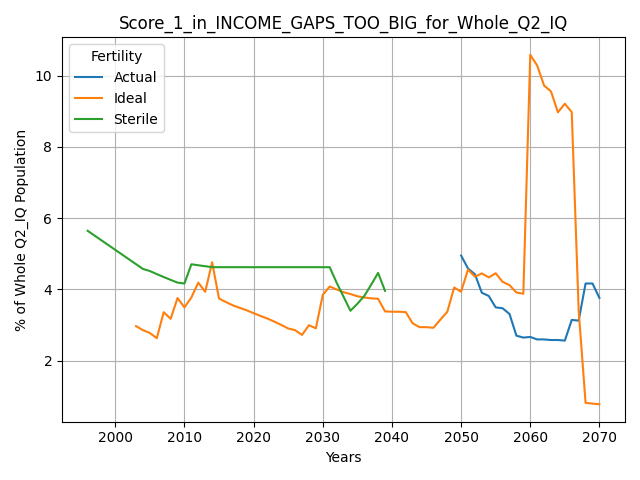 Score_1_in_INCOME_GAPS_TOO_BIG_for_Whole_Q2_IQ
Fertility
Actual
Ideal
Sterile
% of Whole Q2_IQ Population
10
8
6
4
2
2000 2010 2020 2030 2040 2050 2060 2070
Years